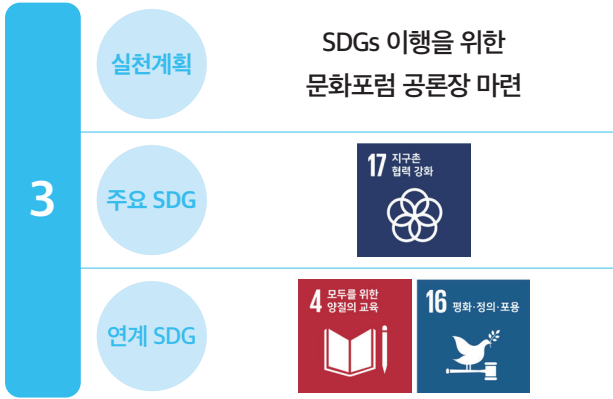 3
실천계획
SDGs 이행을 위한
문화포럼 공론장 마련
주요 SDG
17 지구촌
협력 강화
연계 SDG
4 모두를 위한
양질의 교육
16 평화·정의·포용